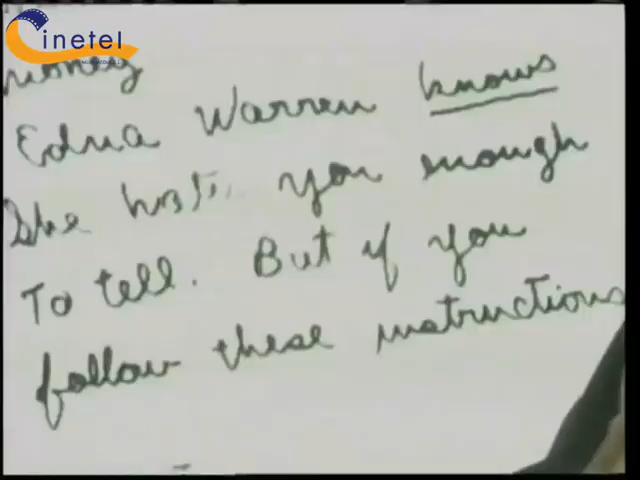 Cinetel
money
Edna Warren knows
She hates you enough
To tell. But if you
follow these instructions